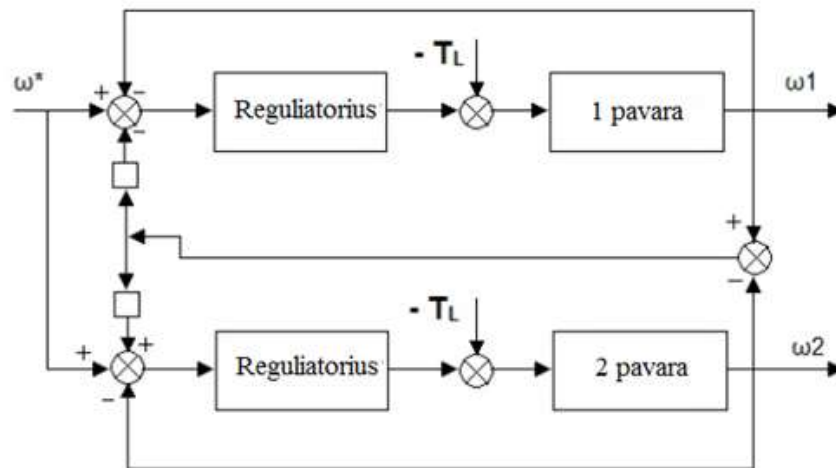 - T_L
ω* + − ω1
Reguliatorius 1 pavara
−
+
−
- T_L
+ + ω2
Reguliatorius 2 pavara
−